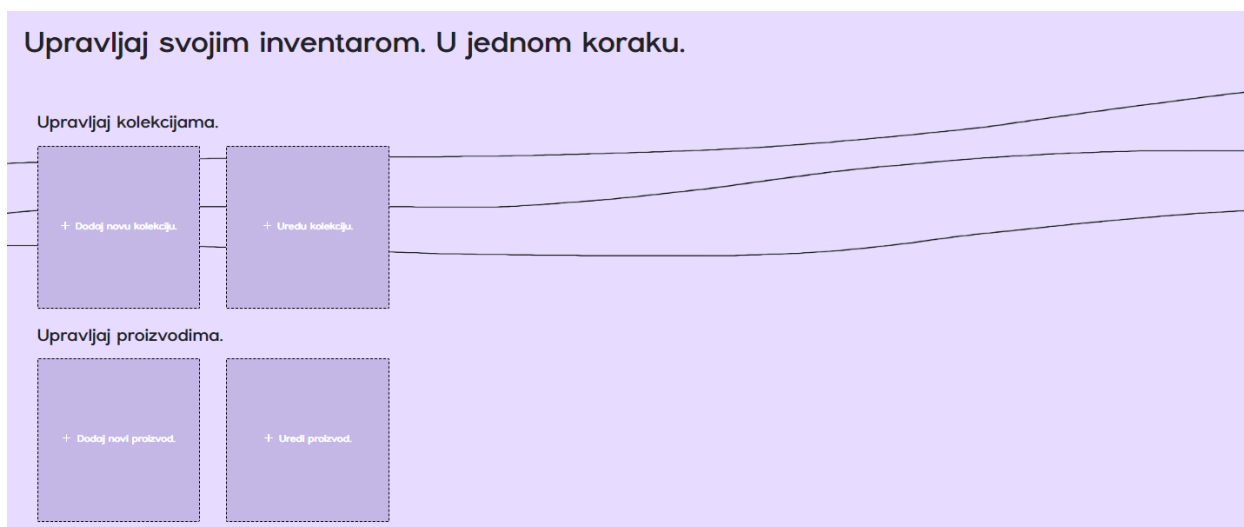 Upravljaj svojim inventarom. U jednom koraku.
Upravljaj kolekcijama.
+ Dodaj novu kolekciju.
+ Uredu kolekciju.
Upravljaj proizvodima.
+ Dodaj novi proizvod.
+ Uredi proizvod.